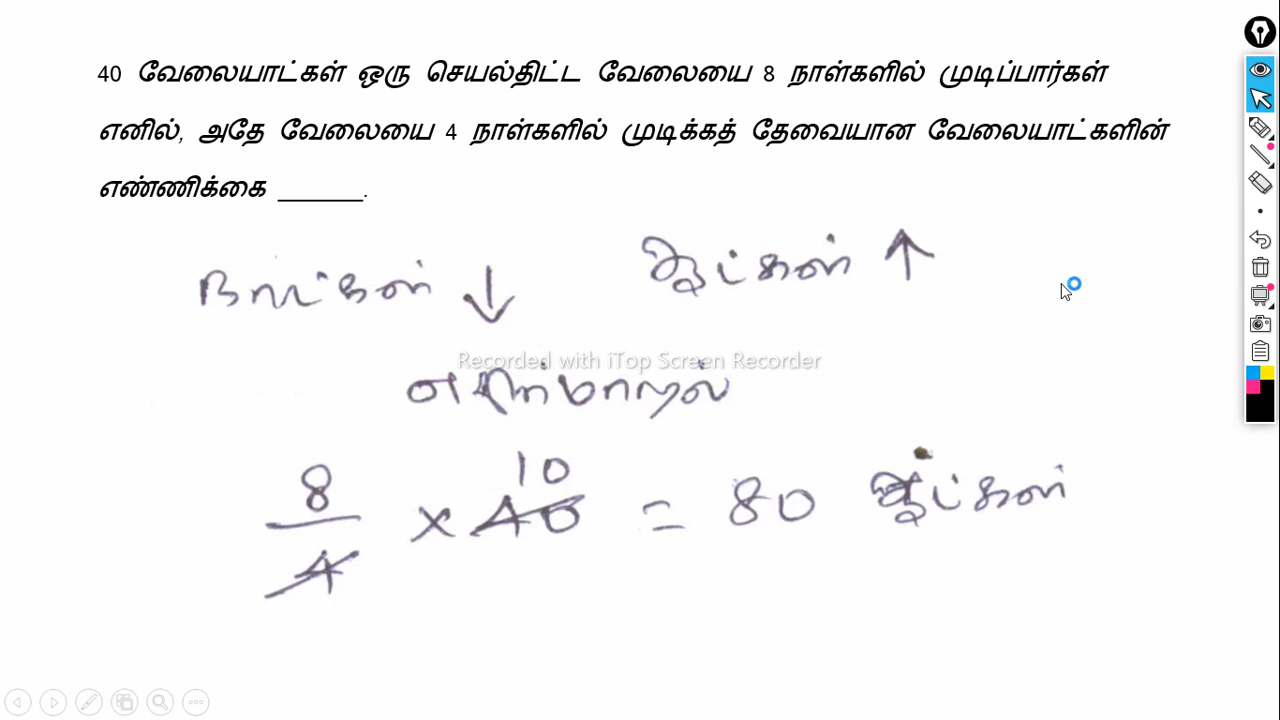 40 வேலையாட்கள் ஒரு செயல்திட்ட வேலையை 8 நாள்களில் முடிப்பார்கள்
எனில், அதே வேலையை 4 நாள்களில் முடிக்கத் தேவையான வேலையாட்களின்
எண்ணிக்கை ______.
நாட்கள் ↓ ஆட்கள் ↑
Recorded with iTop Screen Recorder
எதிர்மாறல்
10
8
× 40 = 80 ஆட்கள்
4